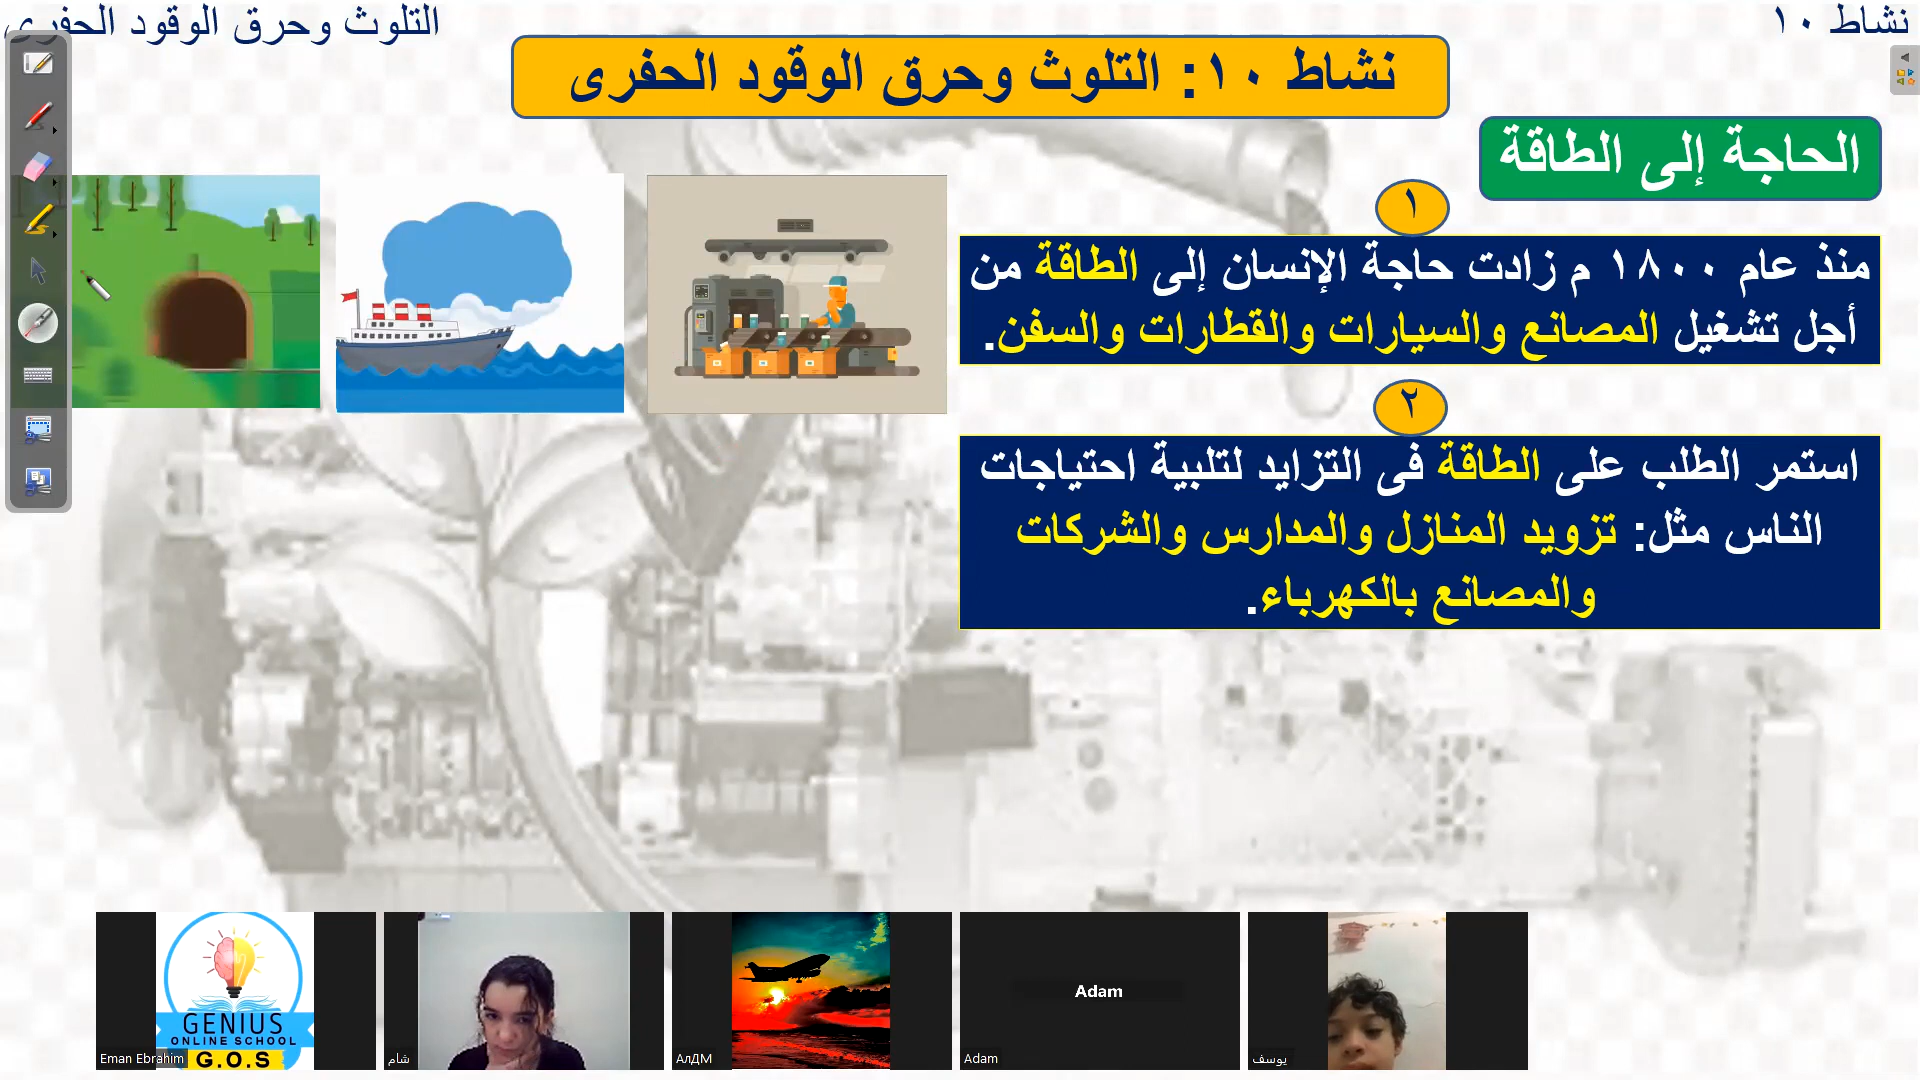 نشاط ١٠
التلوث وحرق الوقود الحفرى
نشاط ١٠: التلوث وحرق الوقود الحفرى
الحاجة إلى الطاقة
١
منذ عام ١٨٠٠ م زادت حاجة الإنسان إلى الطاقة من
أجل تشغيل المصانع والسيارات والقطارات والسفن.
٢
استمر الطلب على الطاقة فى التزايد لتلبية احتياجات
الناس مثل: تزويد المنازل والمدارس والشركات
والمصانع بالكهرباء.
GENIUS
ONLINE SCHOOL
G.O.S
Eman Ebrahim
شام
АлДМ
Adam
Adam
يوسف